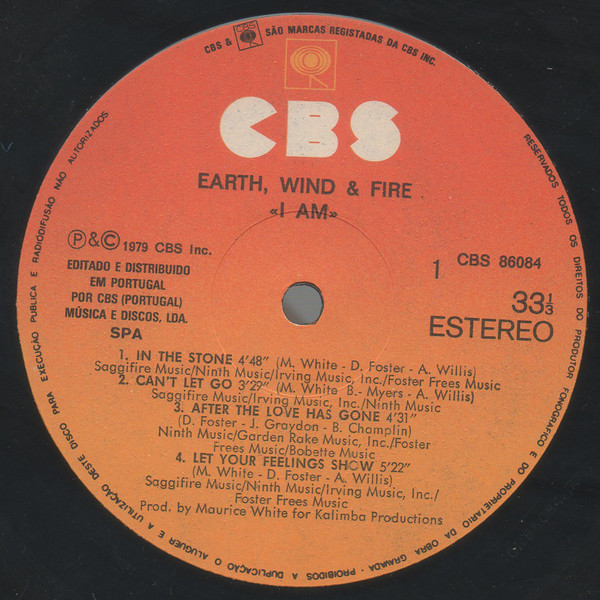 CBS & CBS SÃO MARCAS REGISTADAS DA CBS INC.
CBS
EARTH, WIND & FIRE
«I AM»
Ⓟ&Ⓒ 1979 CBS Inc.
EDITADO E DISTRIBUIDO
EM PORTUGAL
POR CBS (PORTUGAL)
MÚSICA E DISCOS, LDA.
SPA
1 CBS 86084
33⅓
ESTEREO
1. IN THE STONE 4'48" (M. White - D. Foster - A. Willis)
Saggifire Music/Ninth Music/Irving Music, Inc./Foster Frees Music
2. CAN'T LET GO 3'29" (M. White B.- Myers - A. Willis)
Saggifire Music/Irving Music, Inc./Ninth Music
3. AFTER THE LOVE HAS GONE 4'31"
(D. Foster - J. Graydon - B. Champlin)
Ninth Music/Garden Rake Music, Inc./Foster
Frees Music/Bobette Music
4. LET YOUR FEELINGS SHOW 5'22"
(M. White - D. Foster - A. Willis)
Saggifire Music/Ninth Music/Irving Music, Inc./
Foster Frees Music
Prod. by Maurice White for Kalimba Productions
RESERVADOS TODOS OS DIREITOS DO PRODUTOR FONOGRAFICO E DO PROPRIETARIO DA OBRA GRAVADA - PROIBIDOS A DUPLICAÇÃO O ALUGUER E A UTILIZAÇÃO DESTE DISCO PARA EXECUÇÃO PUBLICA E RADIODIFUSÃO NÃO AUTORIZADOS